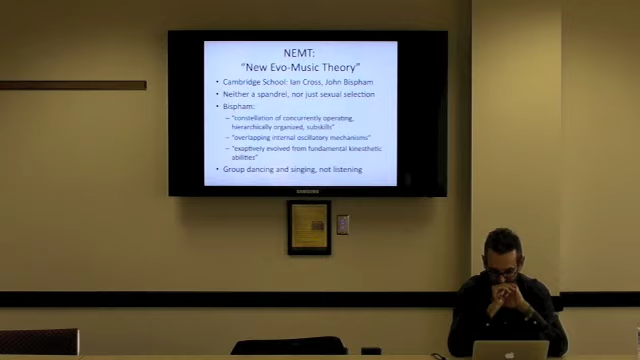 NEMT:
"New Evo-Music Theory"
• Cambridge School: Ian Cross, John Bispham
• Neither a spandrel, nor just sexual selection
• Bispham:
– "constellation of concurrently operating,
hierarchically organized, subskills"
– "overlapping internal oscillatory mechanisms"
– "exaptively evolved from fundamental kinesthetic
abilities"
• Group dancing and singing, not listening
SAMSUNG